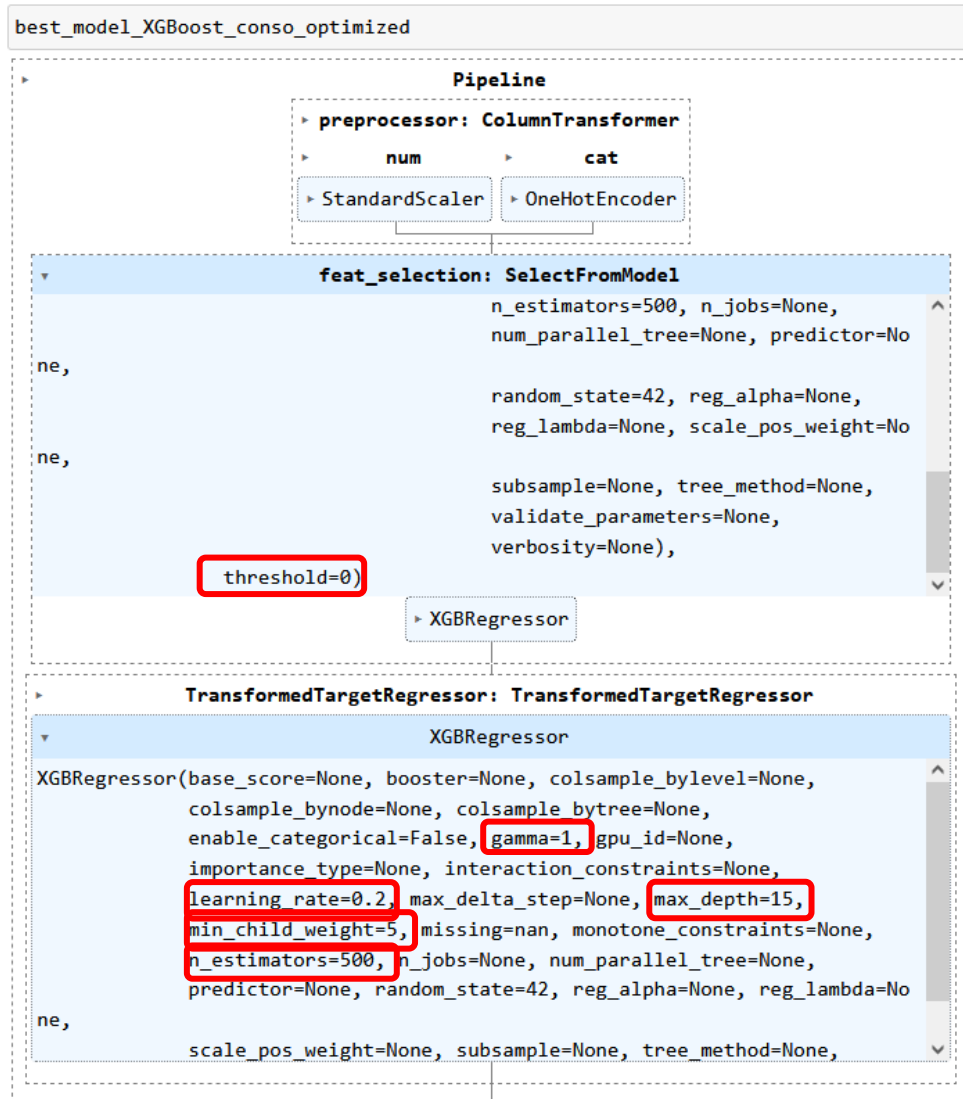 best_model_XGBoost_conso_optimized
Pipeline
preprocessor: ColumnTransformer
num cat
StandardScaler OneHotEncoder
feat_selection: SelectFromModel
n_estimators=500, n_jobs=None,
num_parallel_tree=None, predictor=No
ne,
random_state=42, reg_alpha=None,
reg_lambda=None, scale_pos_weight=No
ne,
subsample=None, tree_method=None,
validate_parameters=None,
verbosity=None),
threshold=0)
XGBRegressor
TransformedTargetRegressor: TransformedTargetRegressor
XGBRegressor
XGBRegressor(base_score=None, booster=None, colsample_bylevel=None,
colsample_bynode=None, colsample_bytree=None,
enable_categorical=False, gamma=1, gpu_id=None,
importance_type=None, interaction_constraints=None,
learning_rate=0.2, max_delta_step=None, max_depth=15,
min_child_weight=5, missing=nan, monotone_constraints=None,
n_estimators=500, n_jobs=None, num_parallel_tree=None,
predictor=None, random_state=42, reg_alpha=None, reg_lambda=No
ne,
scale_pos_weight=None, subsample=None, tree_method=None,